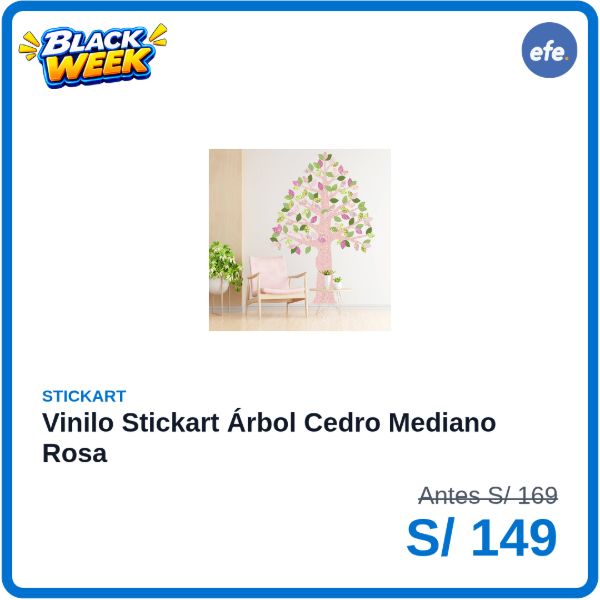 BLACK
WEEK
efe.
STICKART
Vinilo Stickart Árbol Cedro Mediano
Rosa
Antes S/ 169
S/ 149